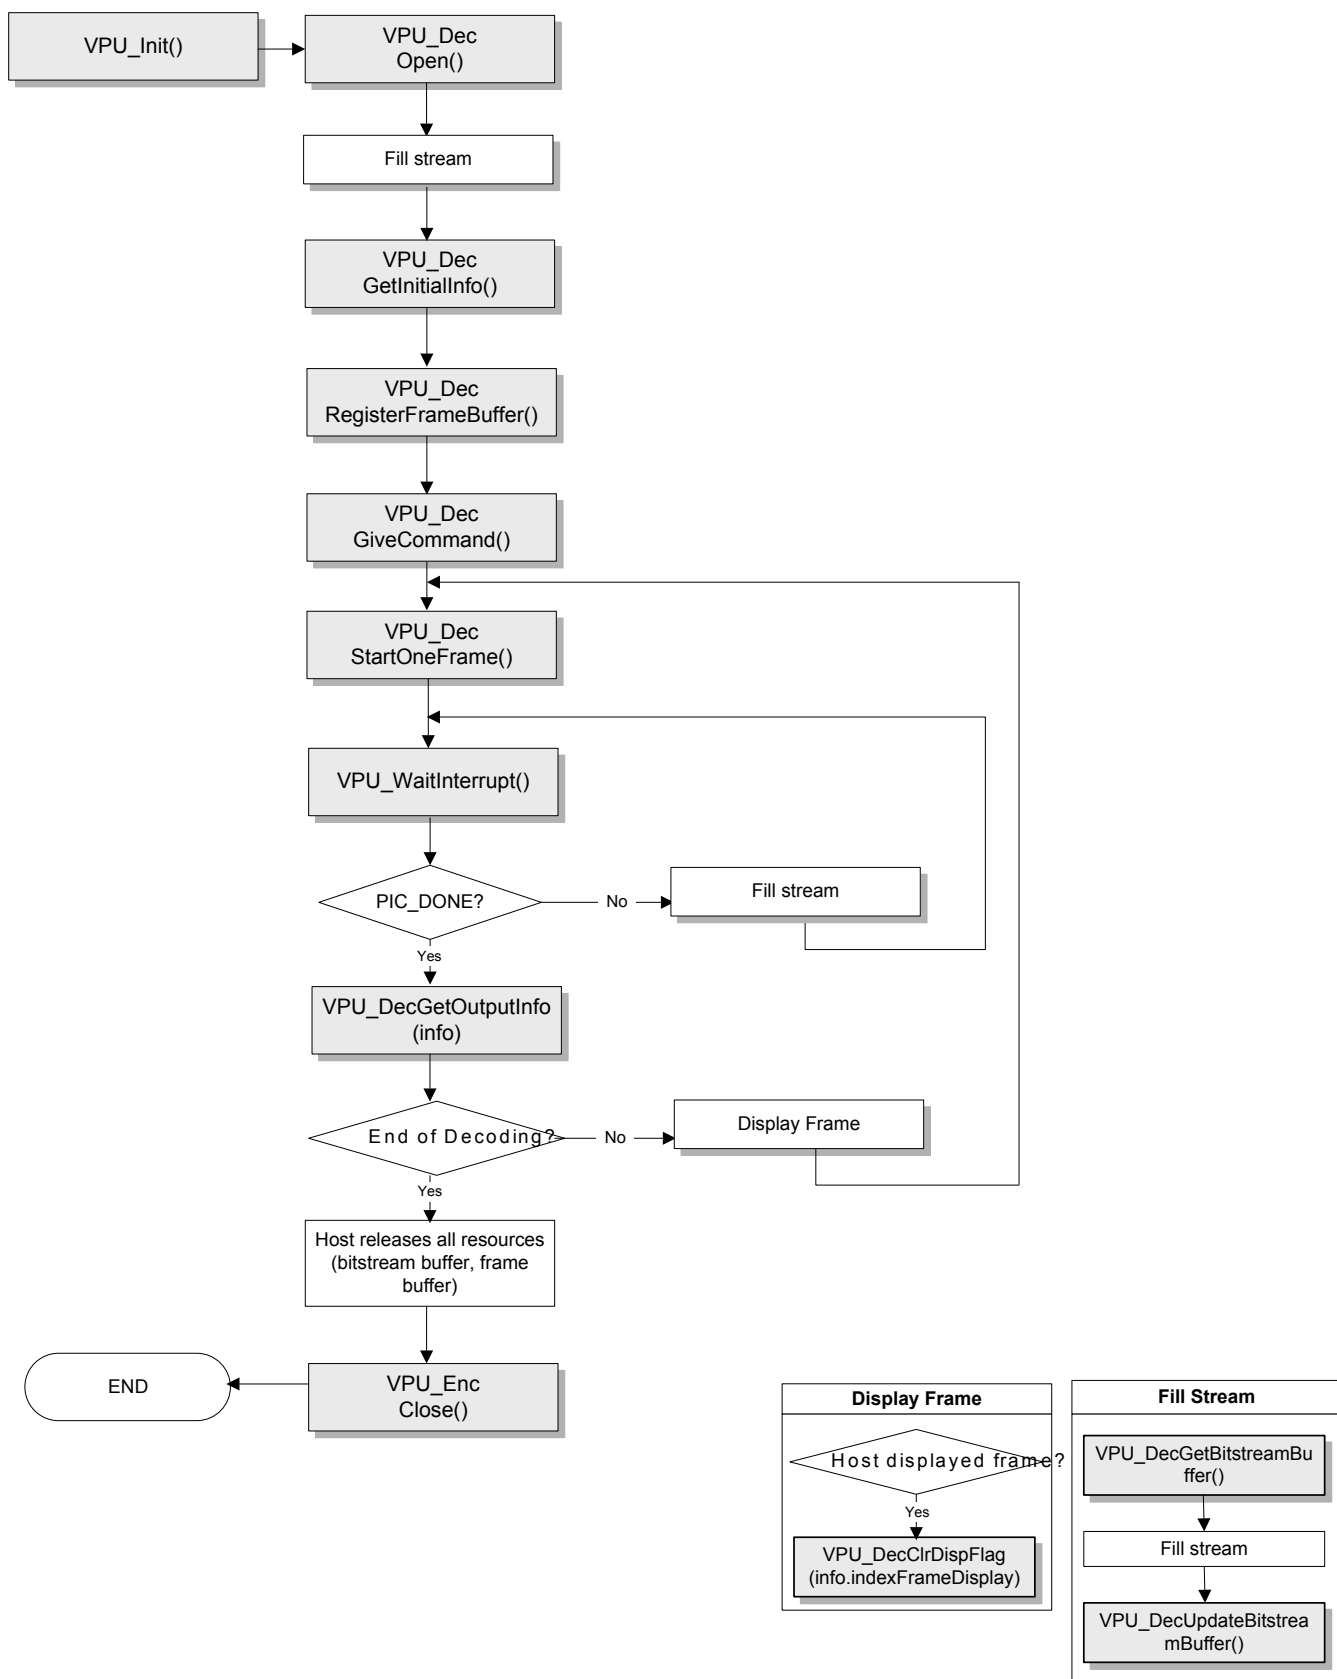 VPU_Init()
VPU_Dec
Open()
Fill stream
VPU_Dec
GetInitialInfo()
VPU_Dec
RegisterFrameBuffer()
VPU_Dec
GiveCommand()
VPU_Dec
StartOneFrame()
VPU_WaitInterrupt()
PIC_DONE?
No
Fill stream
Yes
VPU_DecGetOutputInfo
(info)
End of Decoding?
No
Display Frame
Yes
Host releases all resources
(bitstream buffer, frame
buffer)
VPU_Enc
Close()
END
Display Frame
Host displayed frame?
Yes
VPU_DecClrDispFlag
(info.indexFrameDisplay)
Fill Stream
VPU_DecGetBitstreamBu
ffer()
Fill stream
VPU_DecUpdateBitstrea
mBuffer()